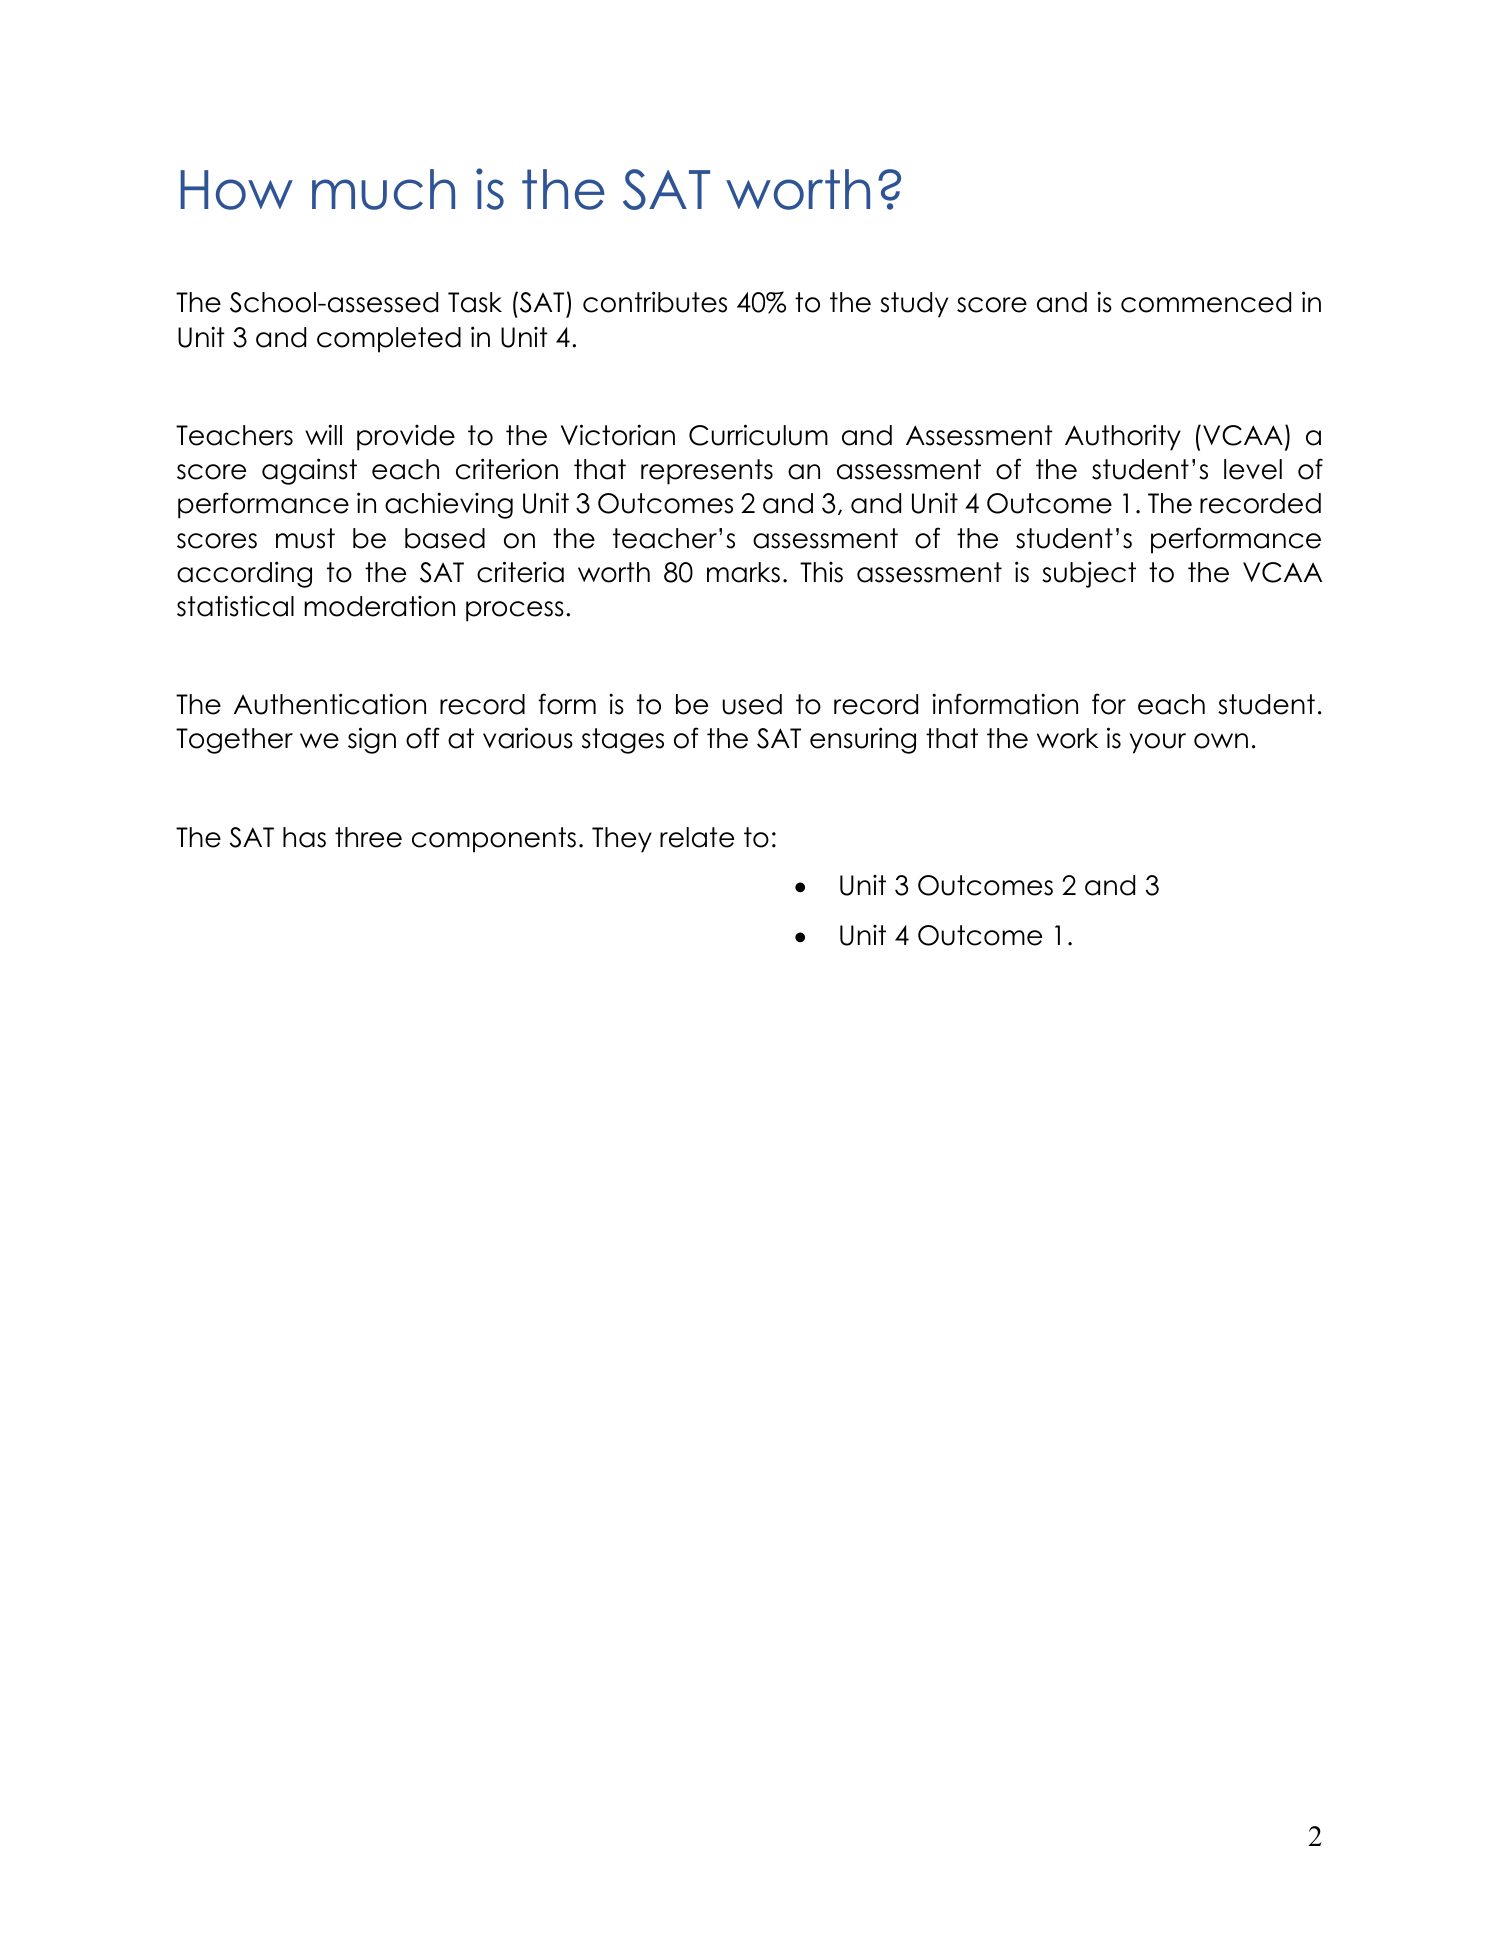 How much is the SAT worth?
The School-assessed Task (SAT) contributes 40% to the study score and is commenced in
Unit 3 and completed in Unit 4.
Teachers will provide to the Victorian Curriculum and Assessment Authority (VCAA) a
score against each criterion that represents an assessment of the student’s level of
performance in achieving Unit 3 Outcomes 2 and 3, and Unit 4 Outcome 1. The recorded
scores must be based on the teacher’s assessment of the student’s performance
according to the SAT criteria worth 80 marks. This assessment is subject to the VCAA
statistical moderation process.
The Authentication record form is to be used to record information for each student.
Together we sign off at various stages of the SAT ensuring that the work is your own.
The SAT has three components. They relate to:
• Unit 3 Outcomes 2 and 3
• Unit 4 Outcome 1.
2